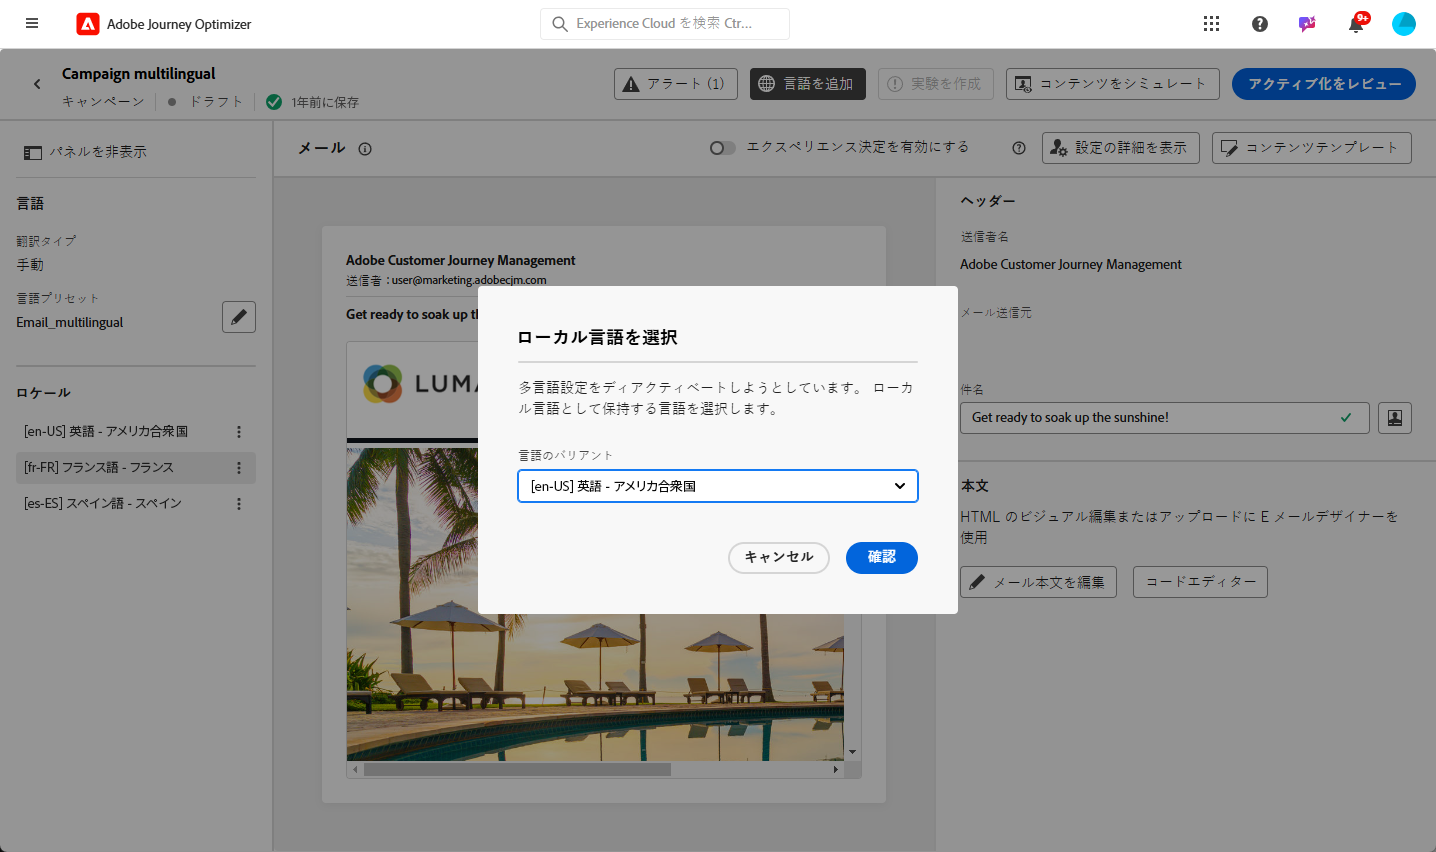 Adobe Journey Optimizer
Experience Cloud を検索 Ctr...
9+
Campaign multilingual
キャンペーン
ドラフト
1年前に保存
アラート (1)
言語を追加
実験を作成
コンテンツをシミュレート
アクティブ化をレビュー
パネルを非表示
メール
エクスペリエンス決定を有効にする
設定の詳細を表示
コンテンツテンプレート
言語
翻訳タイプ
手動
言語プリセット
Email_multilingual
ロケール
[en-US] 英語 - アメリカ合衆国
[fr-FR] フランス語 - フランス
[es-ES] スペイン語 - スペイン
Adobe Customer Journey Management
送信者 : user@marketing.adobecjm.com
Get ready to soak up th
LUMA
ローカル言語を選択
多言語設定をディアクティベートしようとしています。 ローカ
ル言語として保持する言語を選択します。
言語のバリアント
[en-US] 英語 - アメリカ合衆国
キャンセル
確認
ヘッダー
送信者名
Adobe Customer Journey Management
メール送信元
件名
Get ready to soak up the sunshine!
本文
HTML のビジュアル編集またはアップロードに E メールデザイナーを
使用
メール本文を編集
コードエディター